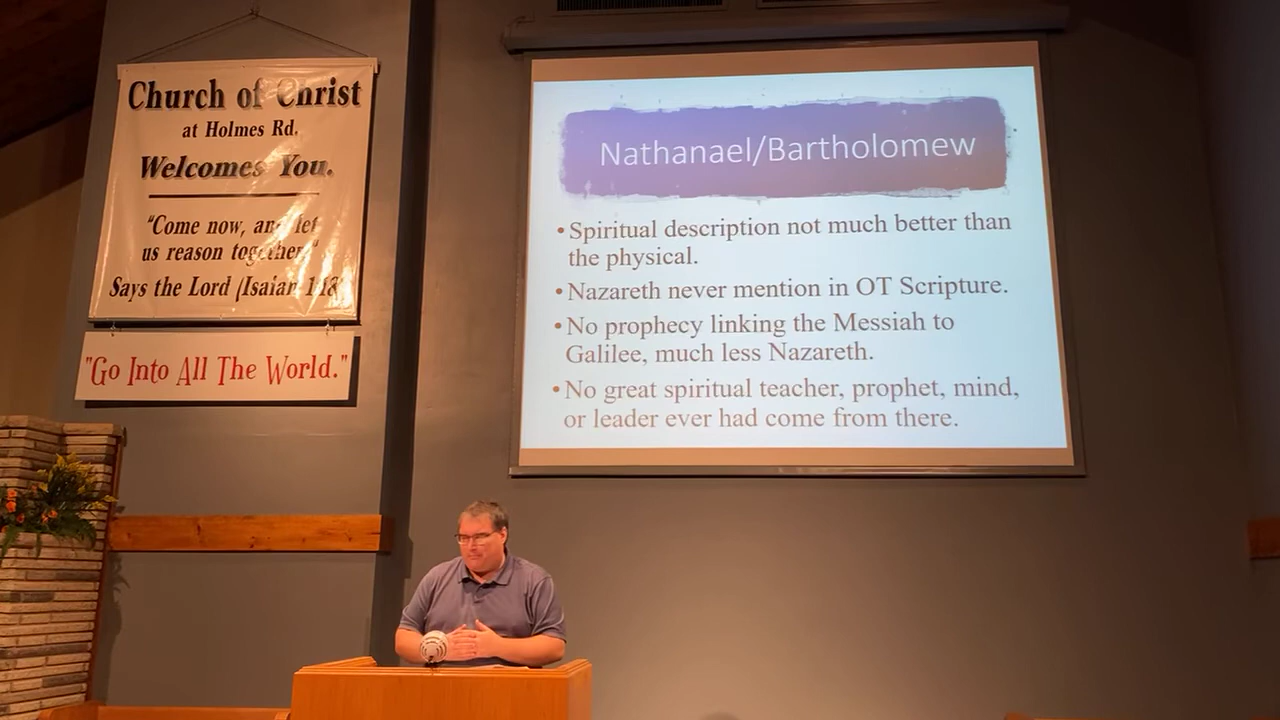 Church of Christ
at Holmes Rd.
Welcomes You.
"Come now, and let
us reason together,"
Says the Lord (Isaiah 1:18)
"Go Into All The World."
Nathanael/Bartholomew
•Spiritual description not much better than
the physical.
•Nazareth never mention in OT Scripture.
•No prophecy linking the Messiah to
Galilee, much less Nazareth.
•No great spiritual teacher, prophet, mind,
or leader ever had come from there.